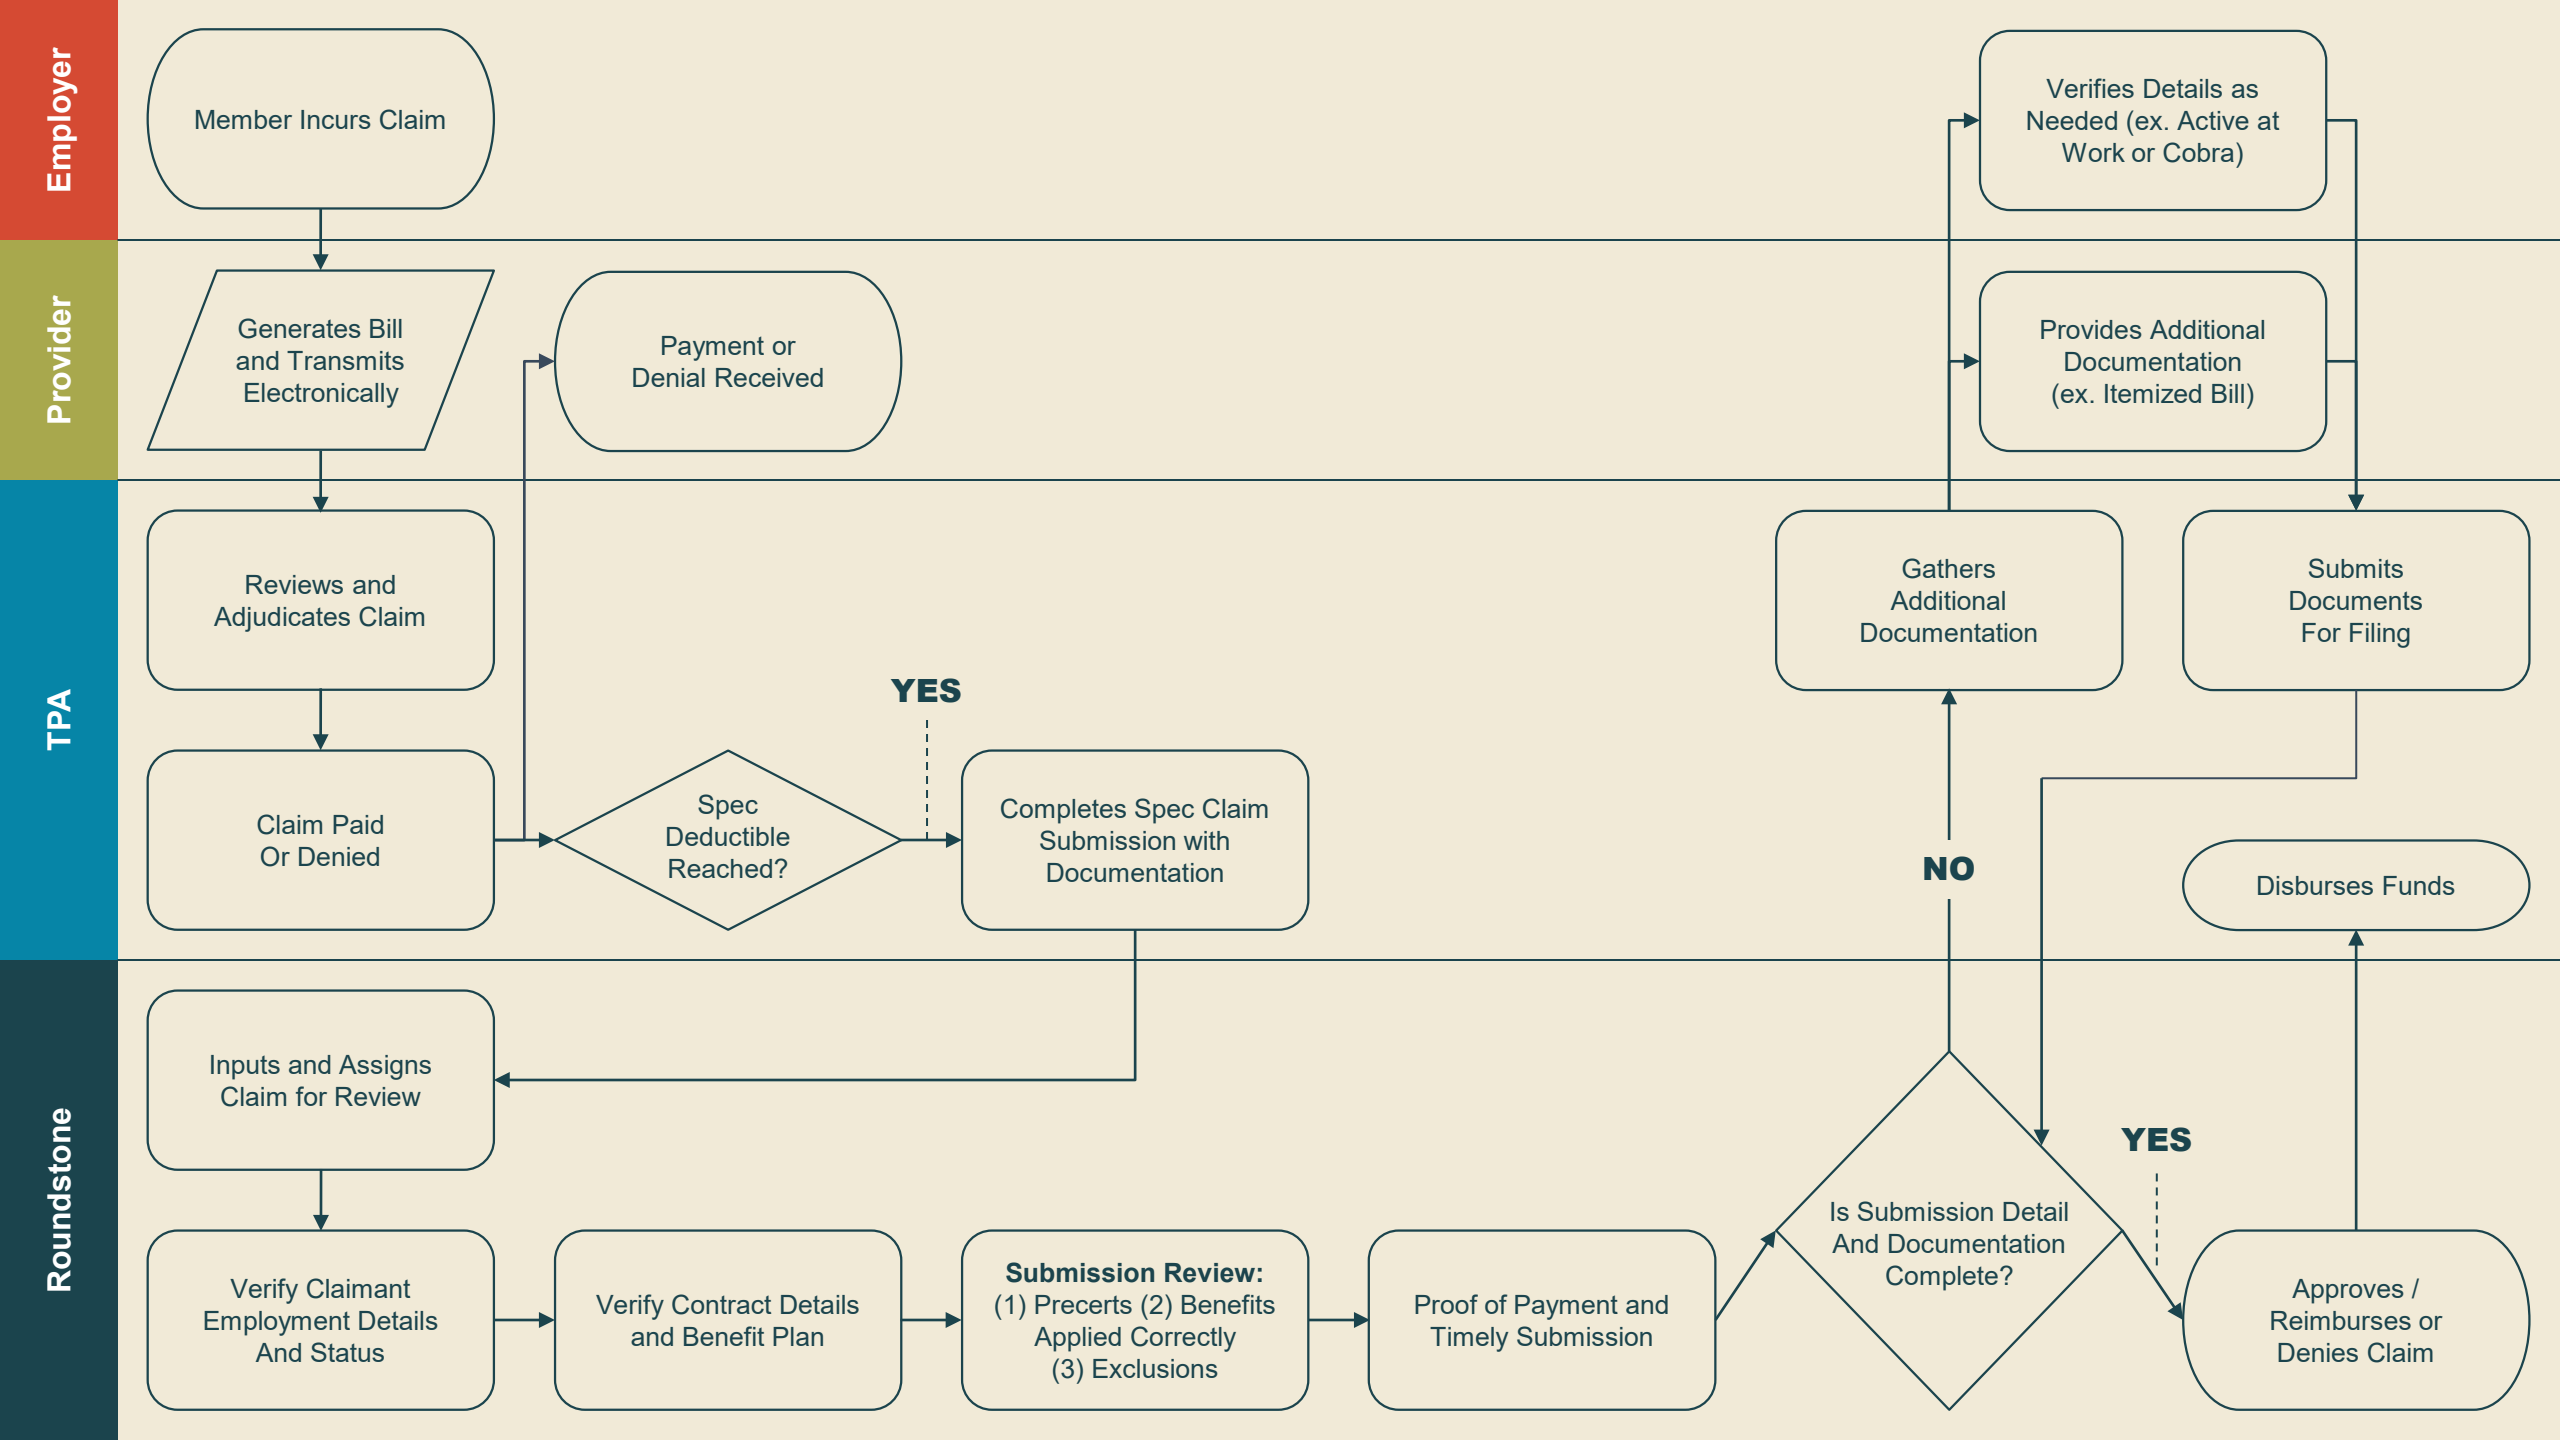 Employer
Member Incurs Claim
Verifies Details as
Needed (ex. Active at
Work or Cobra)
Provider
Generates Bill
and Transmits
Electronically
Payment or
Denial Received
Provides Additional
Documentation
(ex. Itemized Bill)
TPA
Reviews and
Adjudicates Claim
Gathers
Additional
Documentation
Submits
Documents
For Filing
Claim Paid
Or Denied
Spec
Deductible
Reached?
YES
Completes Spec Claim
Submission with
Documentation
NO
Disburses Funds
Roundstone
Inputs and Assigns
Claim for Review
Verify Claimant
Employment Details
And Status
Verify Contract Details
and Benefit Plan
Submission Review:
(1) Precerts (2) Benefits
Applied Correctly
(3) Exclusions
Proof of Payment and
Timely Submission
Is Submission Detail
And Documentation
Complete?
YES
Approves /
Reimburses or
Denies Claim